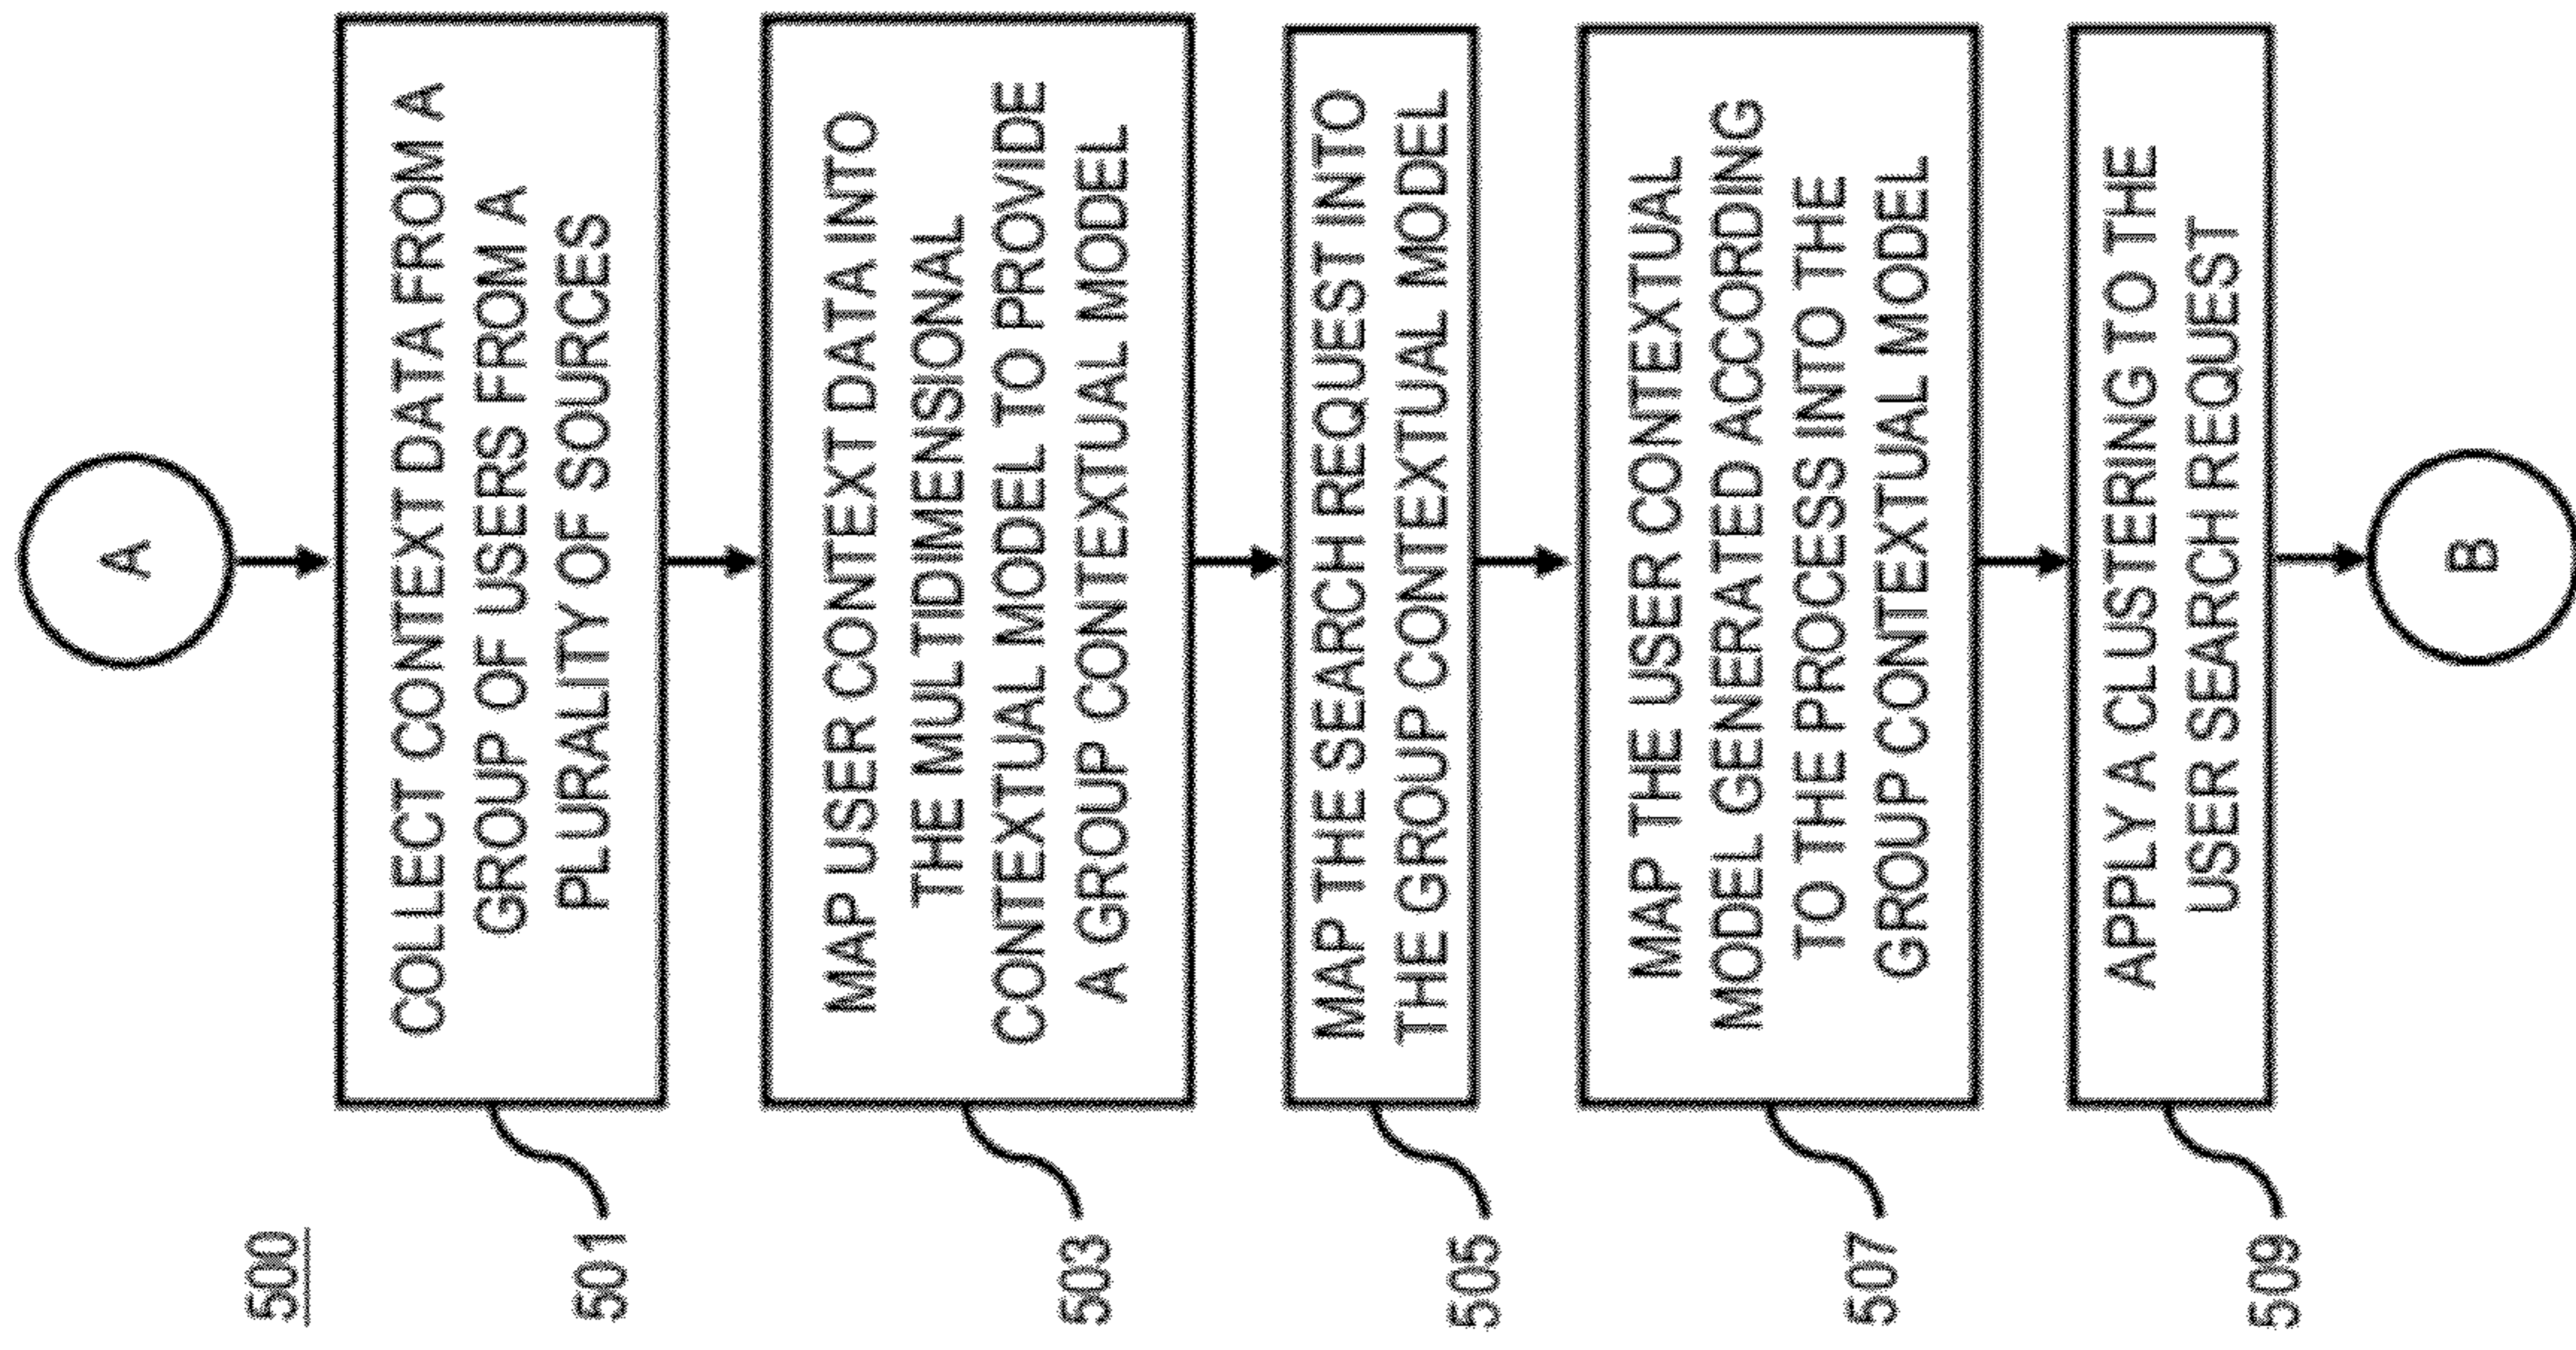 500
A
COLLECT CONTEXT DATA FROM A
GROUP OF USERS FROM A
PLURALITY OF SOURCES
501
MAP USER CONTEXT DATA INTO
THE MULTIDIMENSIONAL
CONTEXTUAL MODEL TO PROVIDE
A GROUP CONTEXTUAL MODEL
503
MAP THE SEARCH REQUEST INTO
THE GROUP CONTEXTUAL MODEL
505
MAP THE USER CONTEXTUAL
MODEL GENERATED ACCORDING
TO THE PROCESS INTO THE
GROUP CONTEXTUAL MODEL
507
APPLY A CLUSTERING TO THE
USER SEARCH REQUEST
509
B